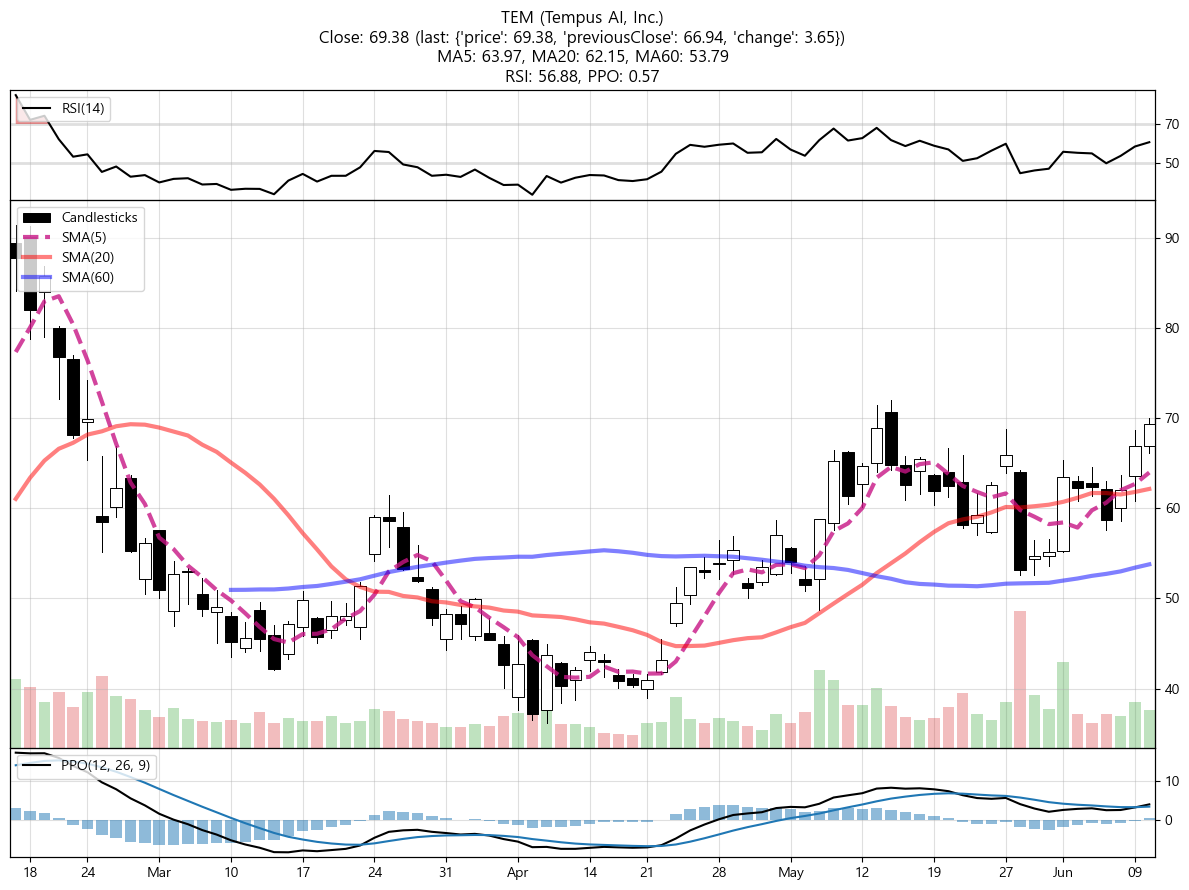 TEM (Tempus AI, Inc.)
Close: 69.38 (last: {'price': 69.38, 'previousClose': 66.94, 'change': 3.65})
MA5: 63.97, MA20: 62.15, MA60: 53.79
RSI: 56.88, PPO: 0.57
RSI(14)
70
50
Candlesticks
SMA(5)
SMA(20)
SMA(60)
90
80
70
60
50
40
PPO(12, 26, 9)
10
0
18 24 Mar 10 17 24 31 Apr 14 21 28 May 12 19 27 Jun 09